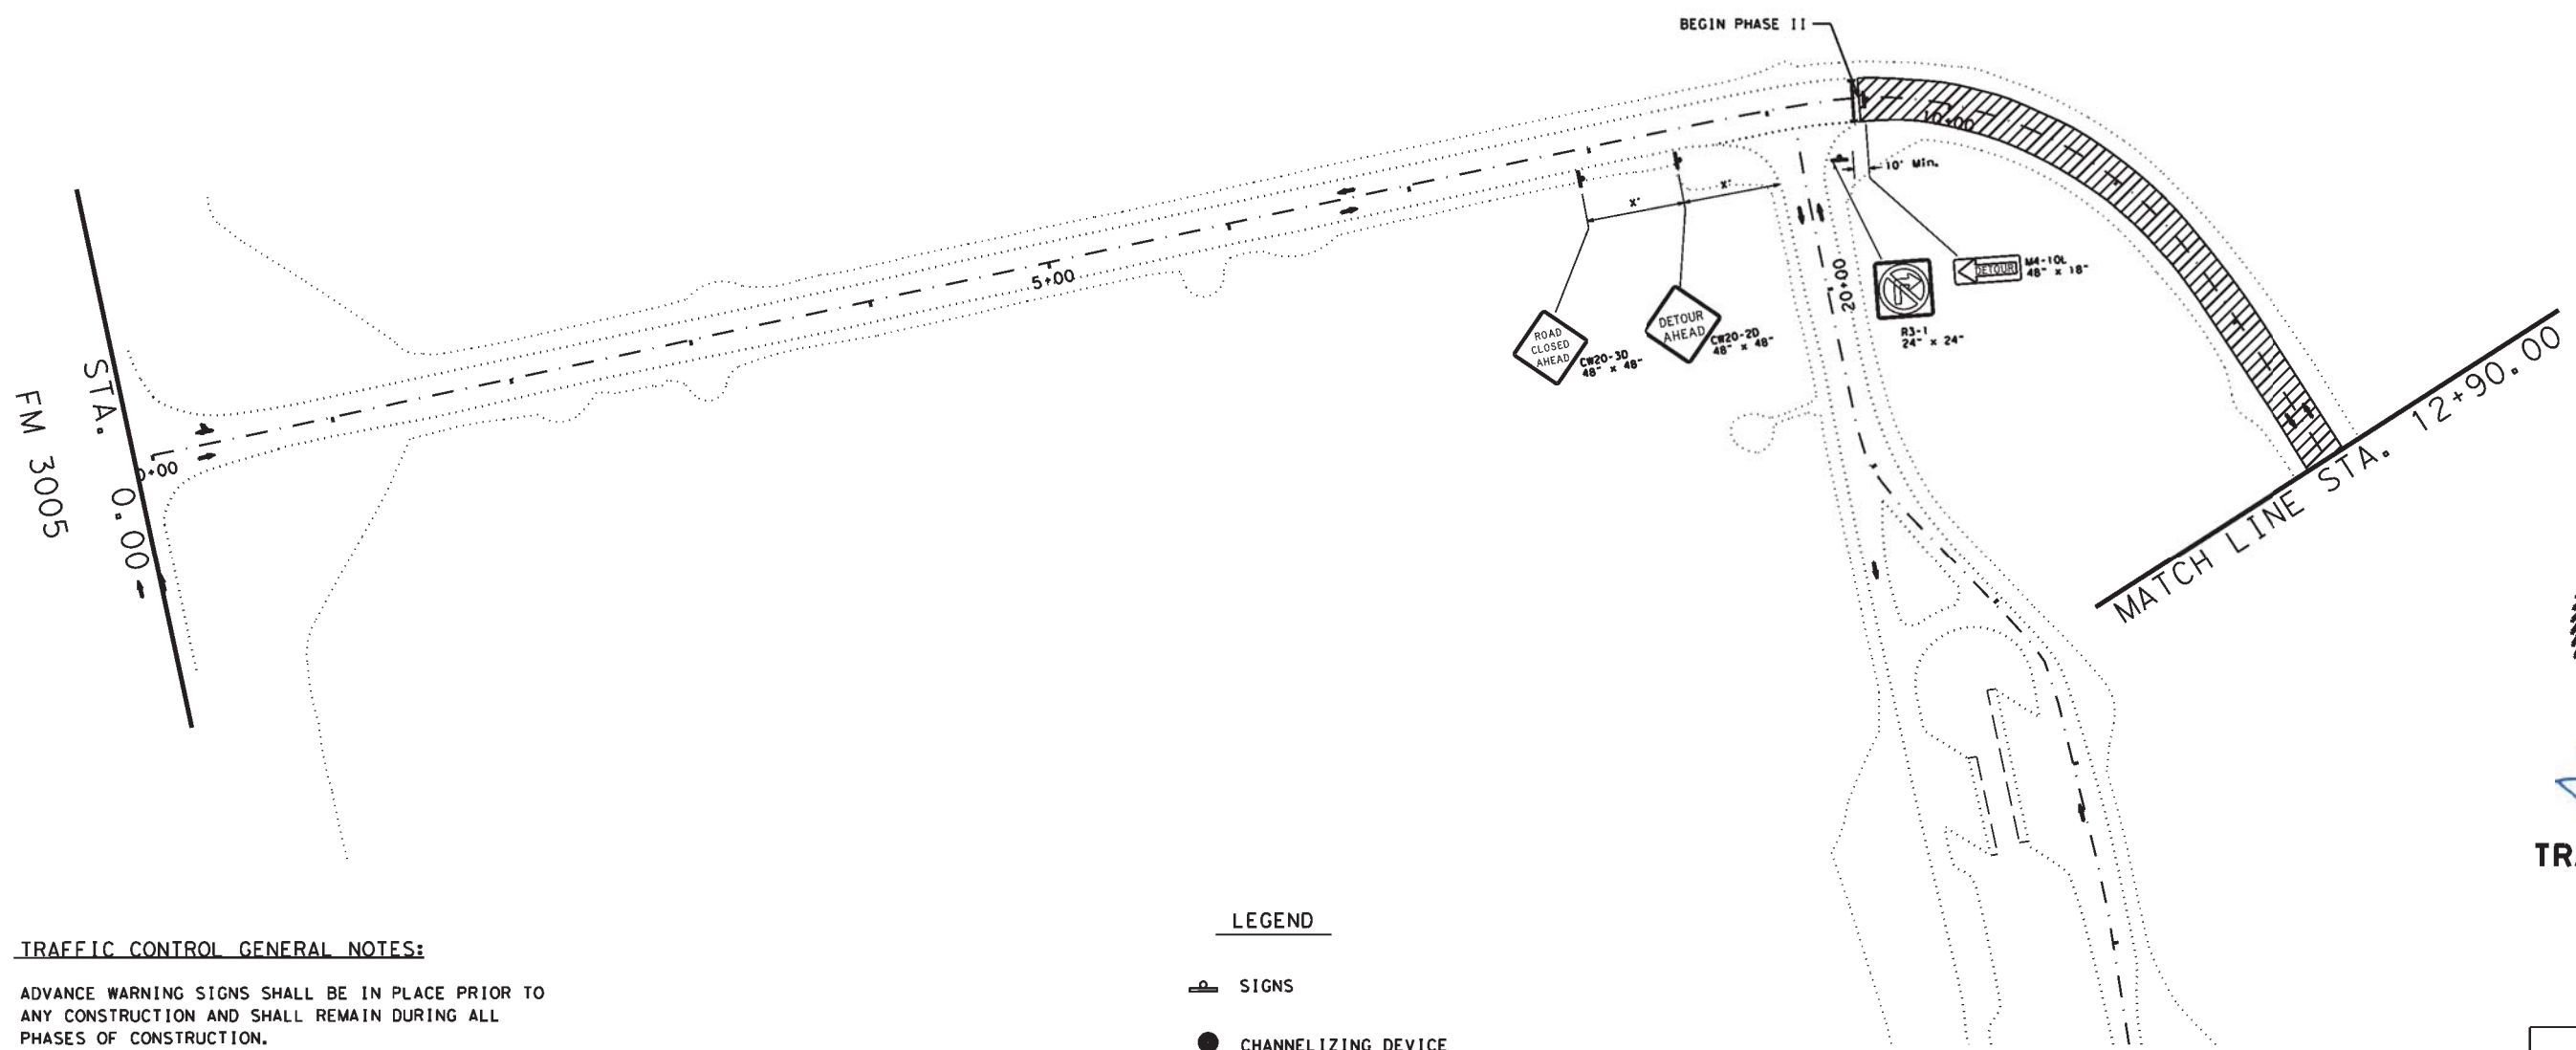 BEGIN PHASE II
10+00
10' Min.
X'
X'
5+00
20+00
DETOUR
M4-10L
48" x 18"
R3-1
24" x 24"
DETOUR
AHEAD
CW20-2D
48" x 48"
ROAD
CLOSED
AHEAD
CW20-3D
48" x 48"
MATCH LINE STA. 12+90.00
STA. 0.00
0+00
FM 3005
TRAFFIC CONTROL GENERAL NOTES:
ADVANCE WARNING SIGNS SHALL BE IN PLACE PRIOR TO
ANY CONSTRUCTION AND SHALL REMAIN DURING ALL
PHASES OF CONSTRUCTION.
LEGEND
SIGNS
CHANNELIZING DEVICE